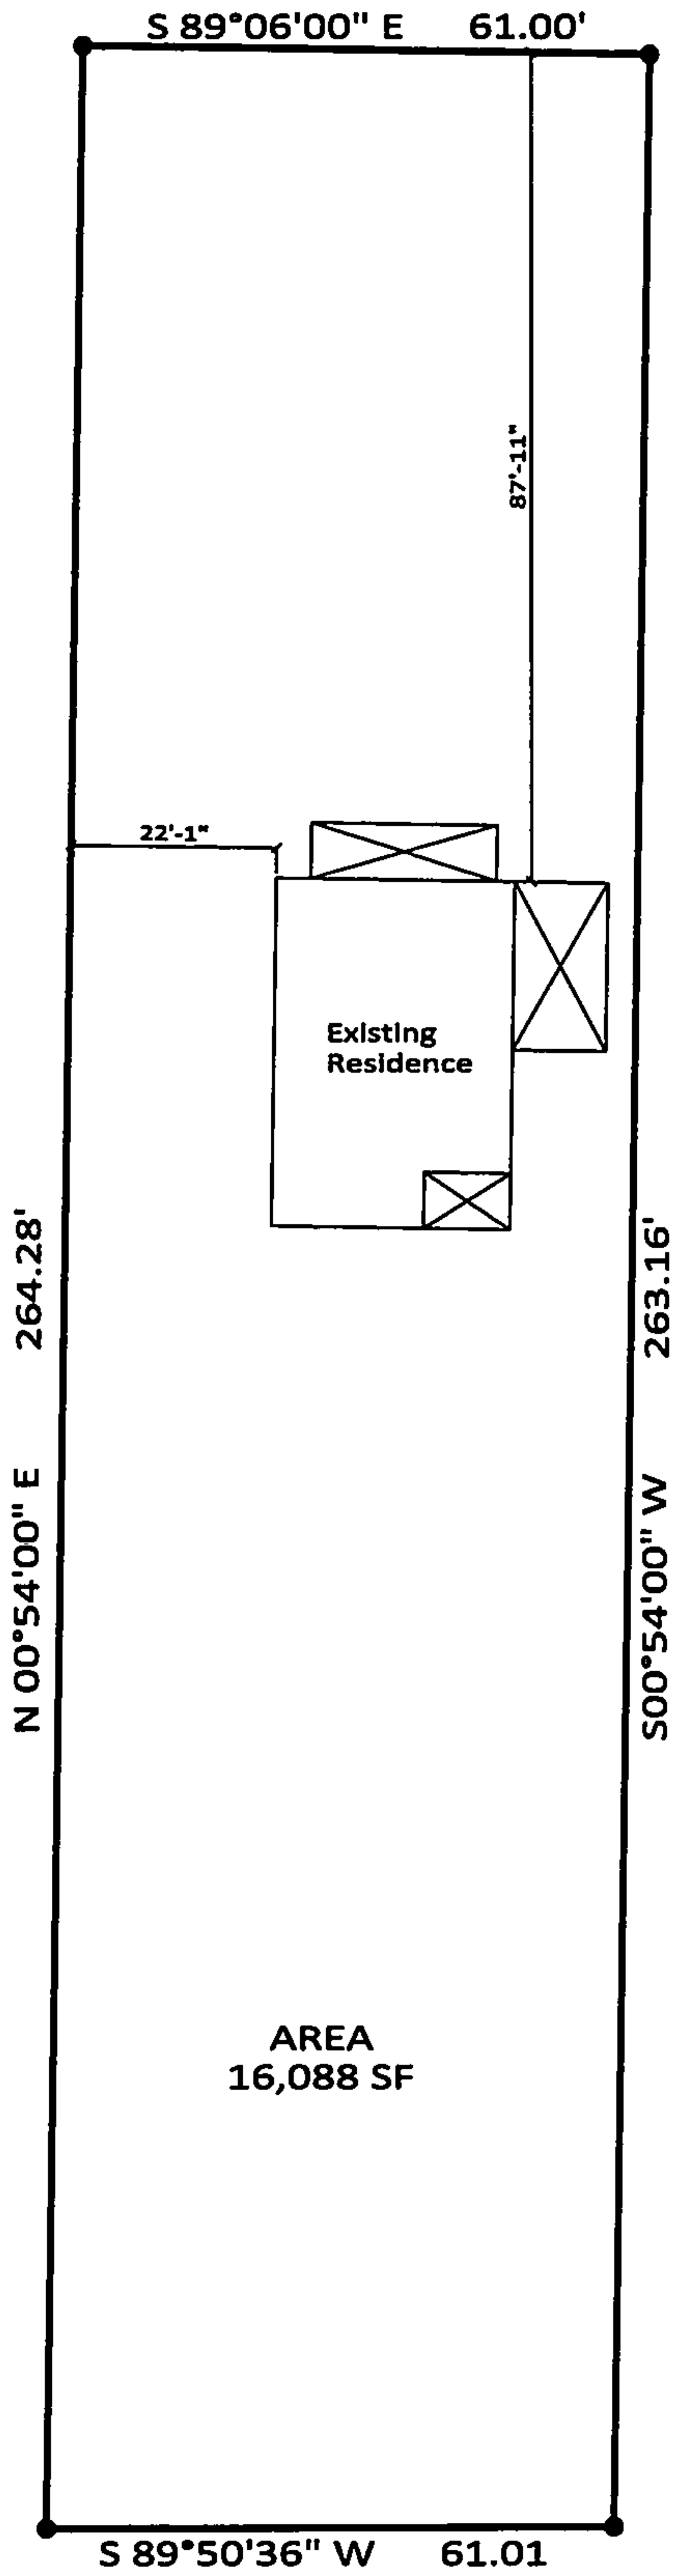 S 89°06'00" E 61.00'
87'-11"
22'-1"
Existing
Residence
264.28'
263.16'
N 00°54'00" E
S00°54'00" W
AREA
16,088 SF
S 89°50'36" W 61.01